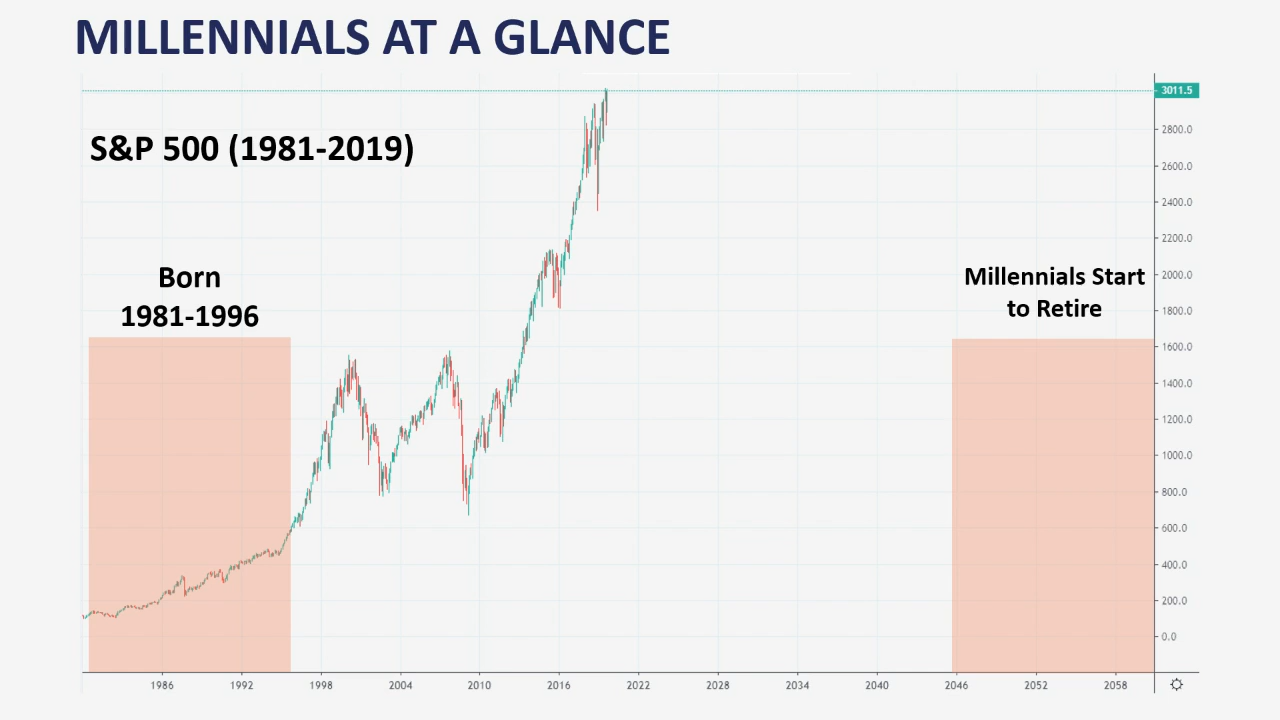 MILLENNIALS AT A GLANCE
3011.5
S&P 500 (1981-2019)
2800.0
2600.0
2400.0
2200.0
Born
1981-1996
Millennials Start
to Retire
2000.0
1800.0
1600.0
1400.0
1200.0
1000.0
800.0
600.0
400.0
200.0
0.0
1986 1992 1998 2004 2010 2016 2022 2028 2034 2040 2046 2052 2058